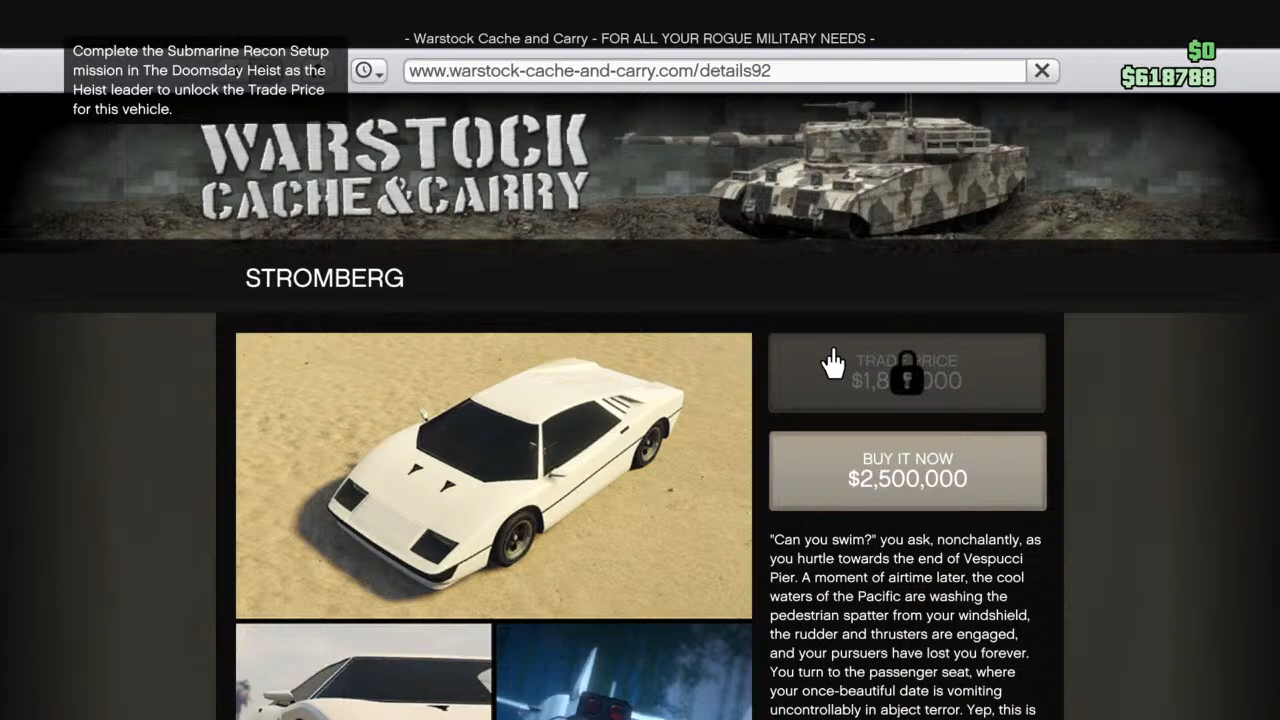 - Warstock Cache and Carry - FOR ALL YOUR ROGUE MILITARY NEEDS -
Complete the Submarine Recon Setup
mission in The Doomsday Heist as the
Heist leader to unlock the Trade Price
for this vehicle.
www.warstock-cache-and-carry.com/details92
$0
$618788
WARSTOCK
CACHE&CARRY
STROMBERG
TRADE PRICE
BUY IT NOW
$2,500,000
"Can you swim?" you ask, nonchalantly, as
you hurtle towards the end of Vespucci
Pier. A moment of airtime later, the cool
waters of the Pacific are washing the
pedestrian spatter from your windshield,
the rudder and thrusters are engaged,
and your pursuers have lost you forever.
You turn to the passenger seat, where
your once-beautiful date is vomiting
uncontrollably in abject terror. Yep, this is